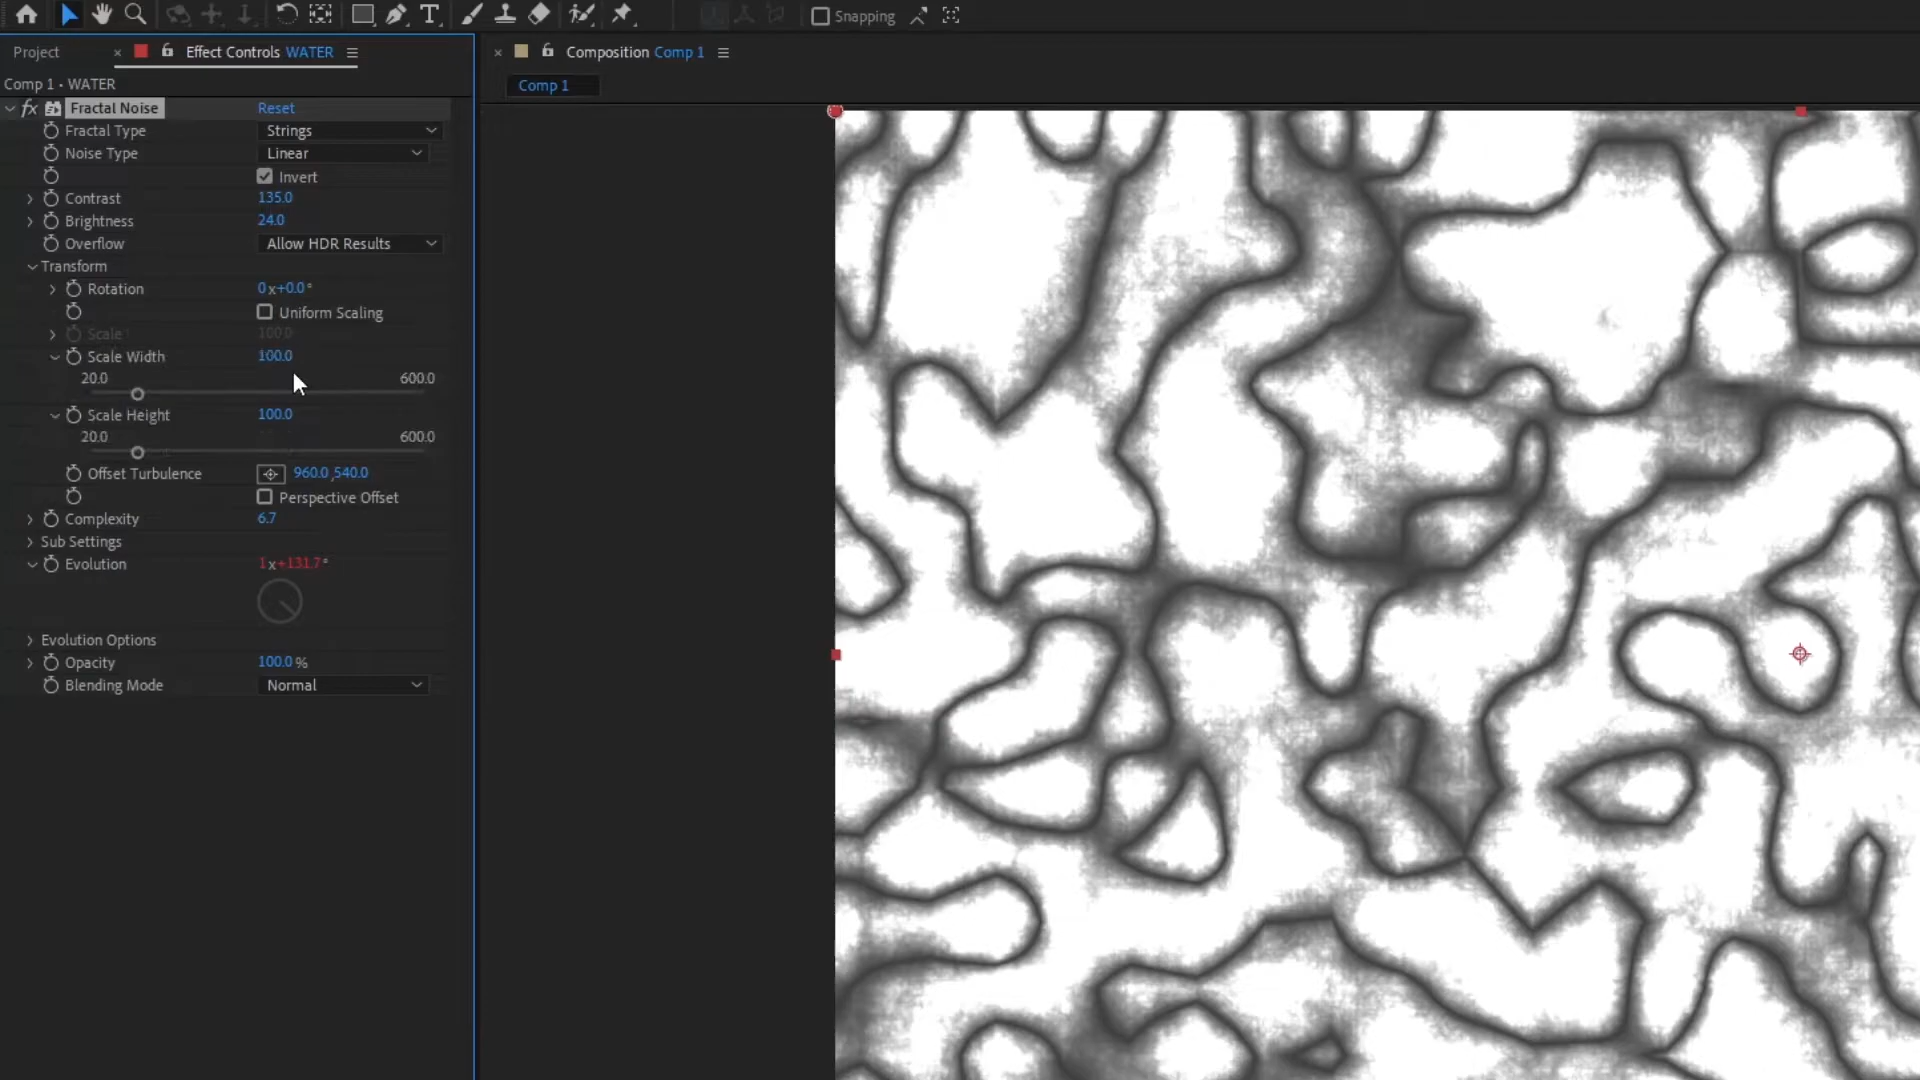 Snapping
Project × Effect Controls WATER
× Composition Comp 1
Comp 1 • WATER
Comp 1
fx Fractal Noise Reset
Fractal Type Strings
Noise Type Linear
Invert
Contrast 135.0
Brightness 24.0
Overflow Allow HDR Results
Transform
Rotation 0x+0.0°
Uniform Scaling
Scale 100.0
Scale Width 100.0
20.0 600.0
Scale Height 100.0
20.0 600.0
Offset Turbulence 960.0,540.0
Perspective Offset
Complexity 6.7
Sub Settings
Evolution 1x+131.7°
Evolution Options
Opacity 100.0 %
Blending Mode Normal